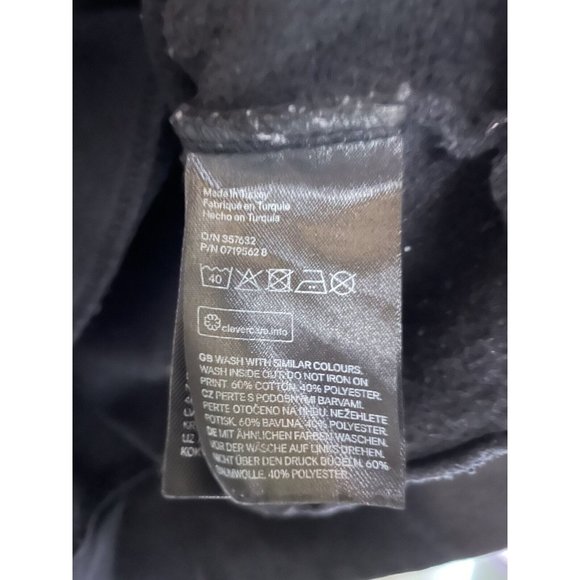 Made in Turkey
Fabriqué en Turquie
Hecho en Turquía
O/N 357632
P/N 0719562 8
40
clevercare.info
GB WASH WITH SIMILAR COLOURS.
WASH INSIDE OUT. DO NOT IRON ON
PRINT. 60% COTTON, 40% POLYESTER.
CZ PERTE S PODOBNÝMI BARVAMI.
PERTE OTOČENO NA RUBU. NEŽEHLETE
POTISK. 60% BAVLNA, 40% POLYESTER.
DE MIT ÄHNLICHEN FARBEN WASCHEN.
VOR DER WÄSCHE AUF LINKS DREHEN.
NICHT ÜBER DEN DRUCK BÜGELN. 60%
BAUMWOLLE, 40% POLYESTER.